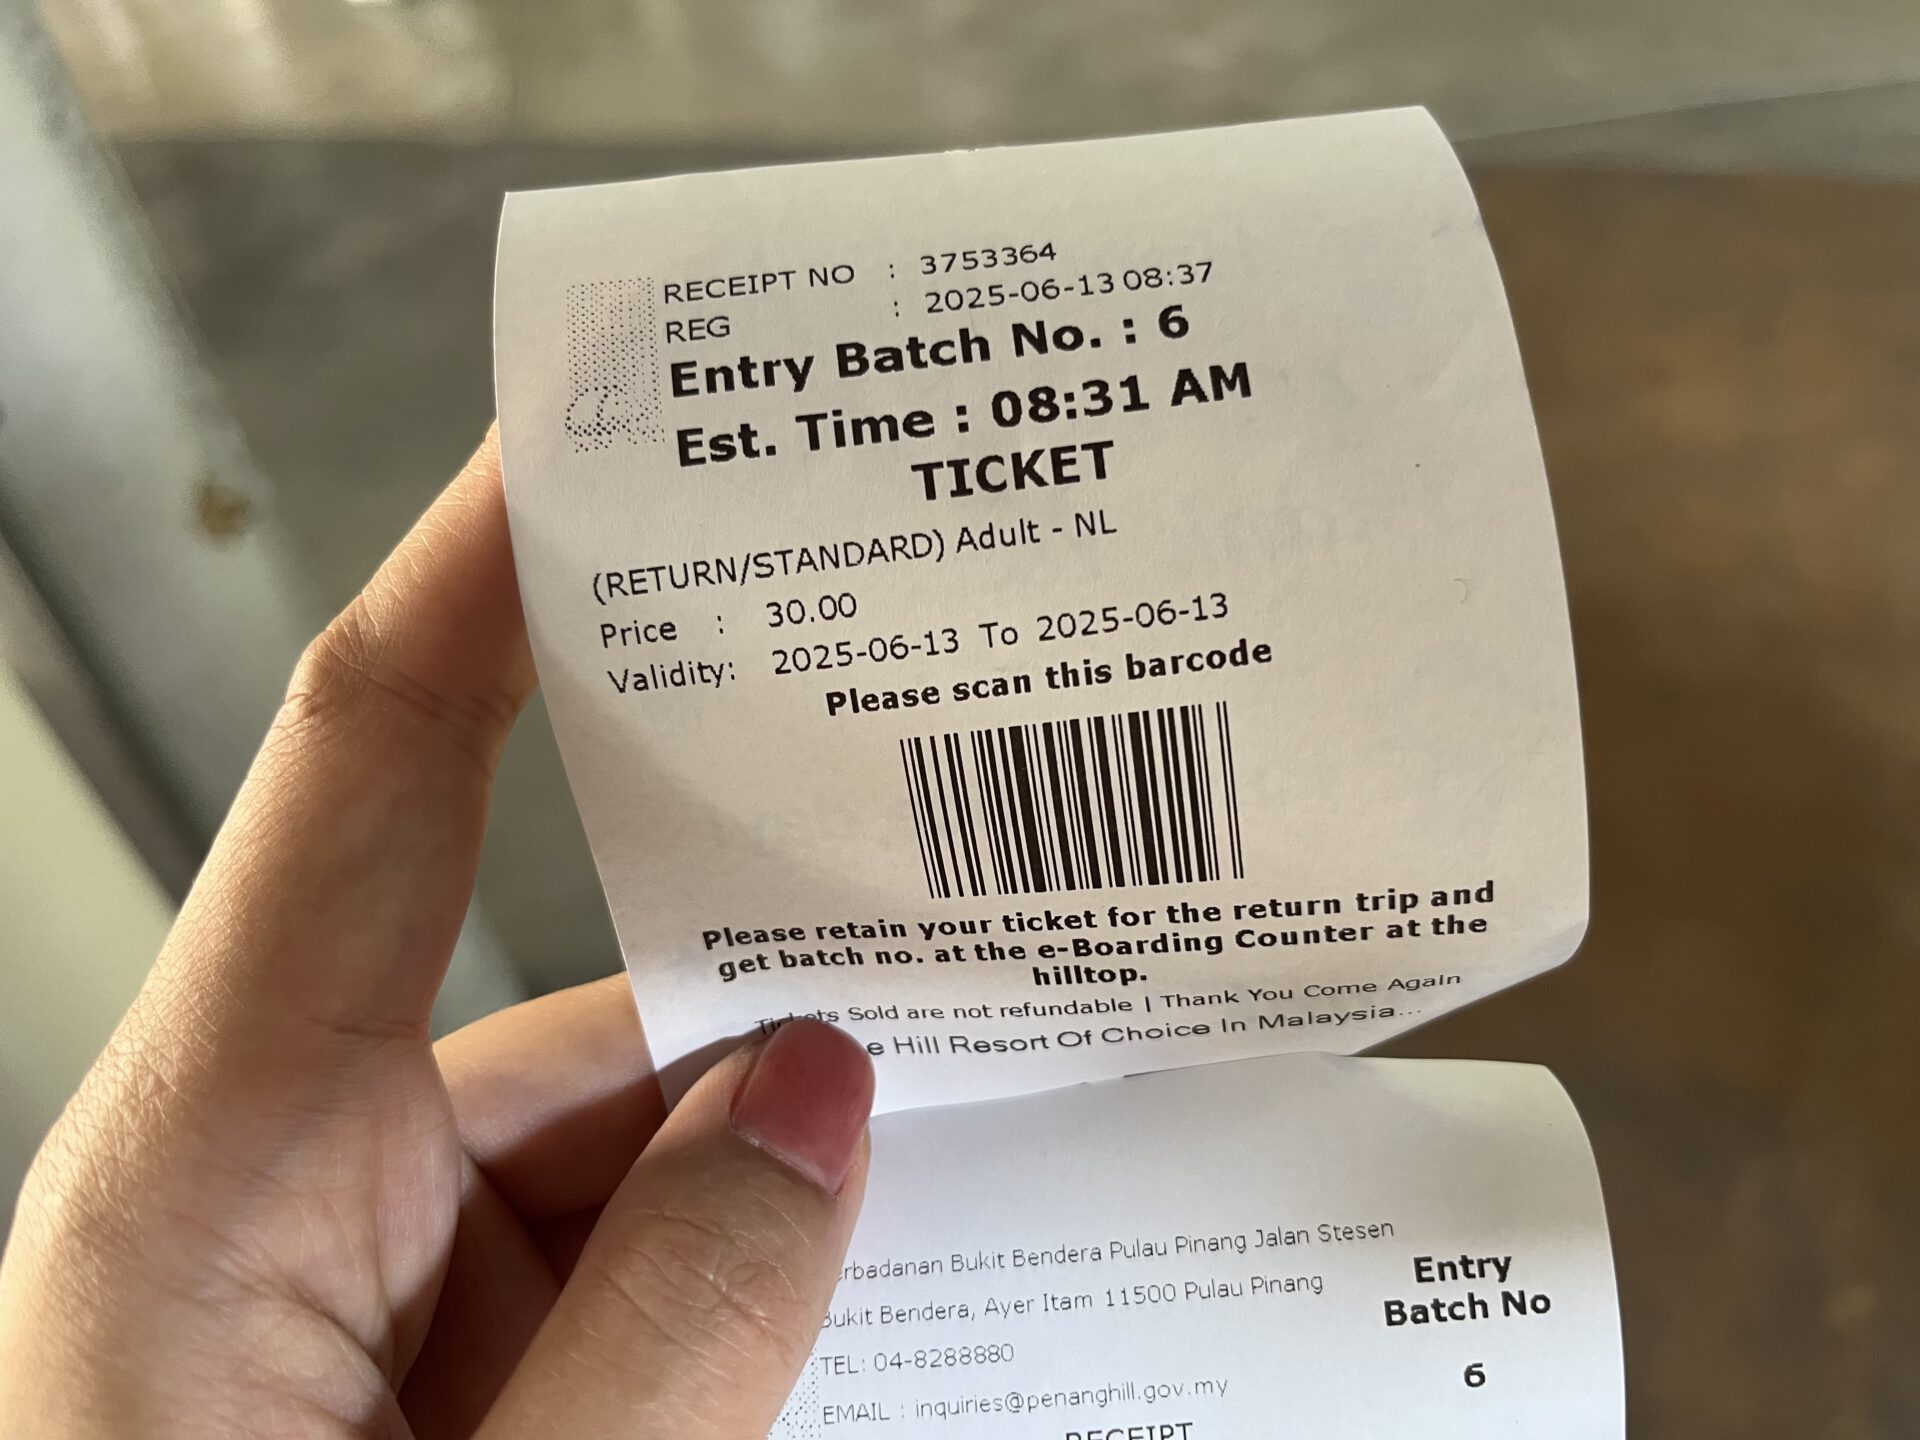 RECEIPT NO : 3753364
REG : 2025-06-13 08:37
Entry Batch No. : 6
Est. Time : 08:31 AM
TICKET
(RETURN/STANDARD) Adult - NL
Price : 30.00
Validity: 2025-06-13 To 2025-06-13
Please scan this barcode
Please retain your ticket for the return trip and
get batch no. at the e-Boarding Counter at the
hilltop.
Tickets Sold are not refundable | Thank You Come Again
Hill Resort Of Choice In Malaysia...
Bukit Bendera Pulau Pinang Jalan Stesen
Bukit Bendera, Ayer Itam 11500 Pulau Pinang
TEL: 04-8288880
EMAIL : inquiries@penanghill.gov.my
Entry
Batch No
6
RECEIPT